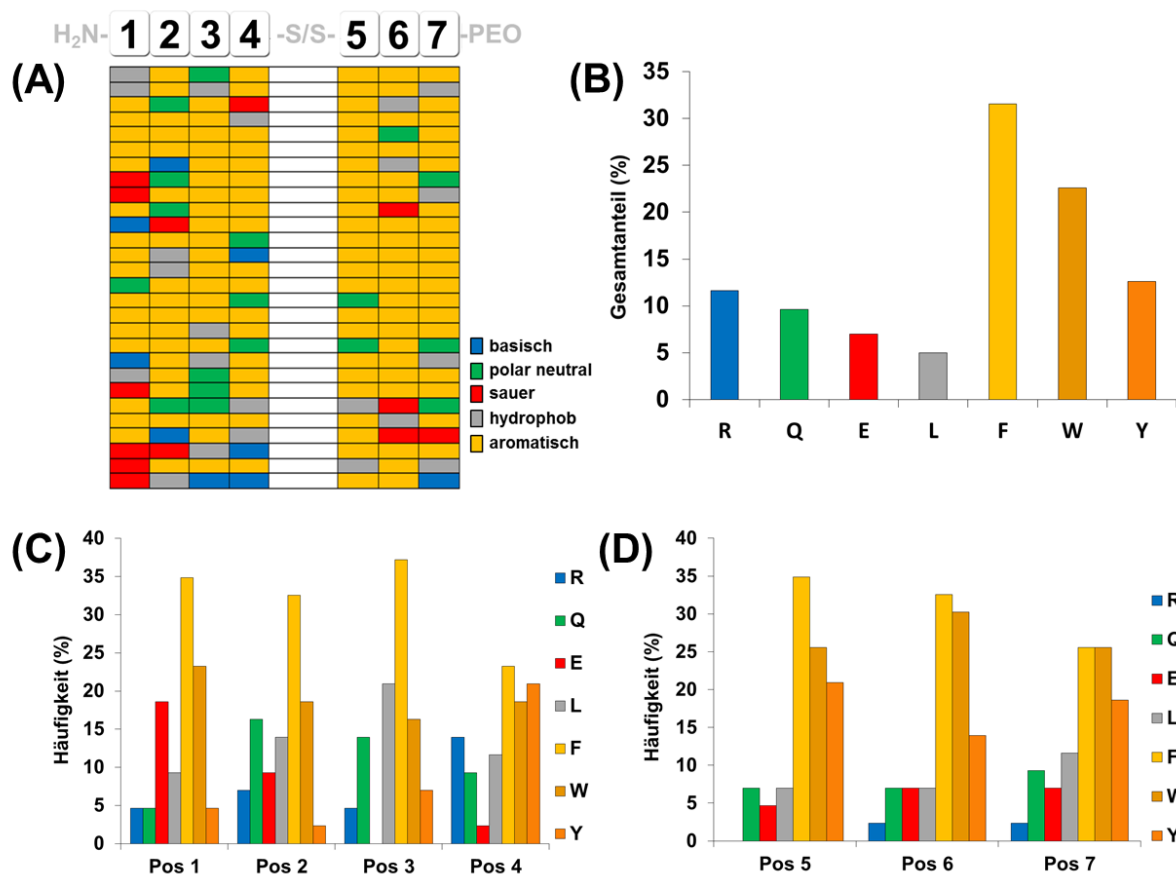 H₂N- 1 2 3 4 -S/S- 5 6 7 -PEO
(A)
basisch
polar neutral
sauer
hydrophob
aromatisch
(B)
Gesamtanteil (%)
35
30
25
20
15
10
5
0
R Q E L F W Y
(C)
Häufigkeit (%)
40
35
30
25
20
15
10
5
0
Pos 1 Pos 2 Pos 3 Pos 4
R
Q
E
L
F
W
Y
(D)
Häufigkeit (%)
40
35
30
25
20
15
10
5
0
Pos 5 Pos 6 Pos 7
R
Q
E
L
F
W
Y